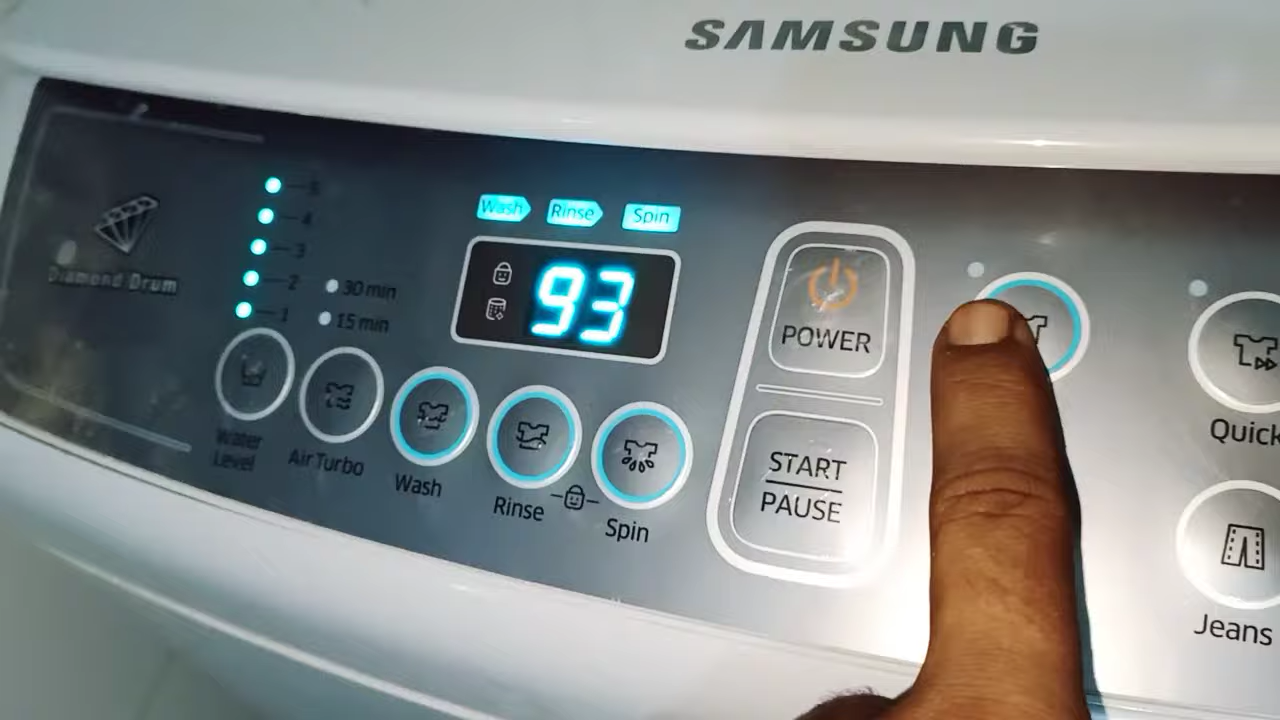 SAMSUNG
Diamond Drum
5
4
3
2
1
30 min
15 min
Wash
Rinse
Spin
93
POWER
START
PAUSE
Water
Level
Air Turbo
Wash
Rinse
Spin
Quick
Jeans